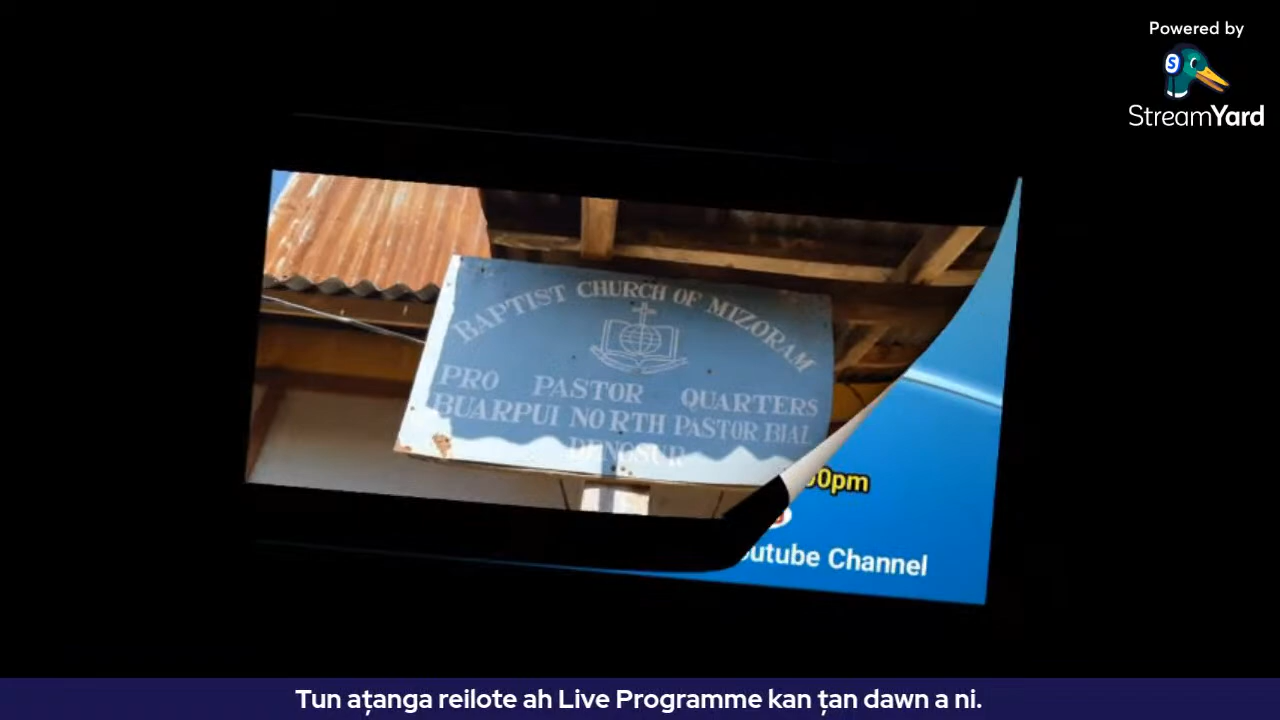 Powered by
StreamYard
BAPTIST CHURCH OF MIZORAM
PRO PASTOR QUARTERS
BUARPUI NORTH PASTOR BIAL
DENGSUR
0pm
outube Channel
Tun aṭanga reilote ah Live Programme kan ṭan dawn a ni.